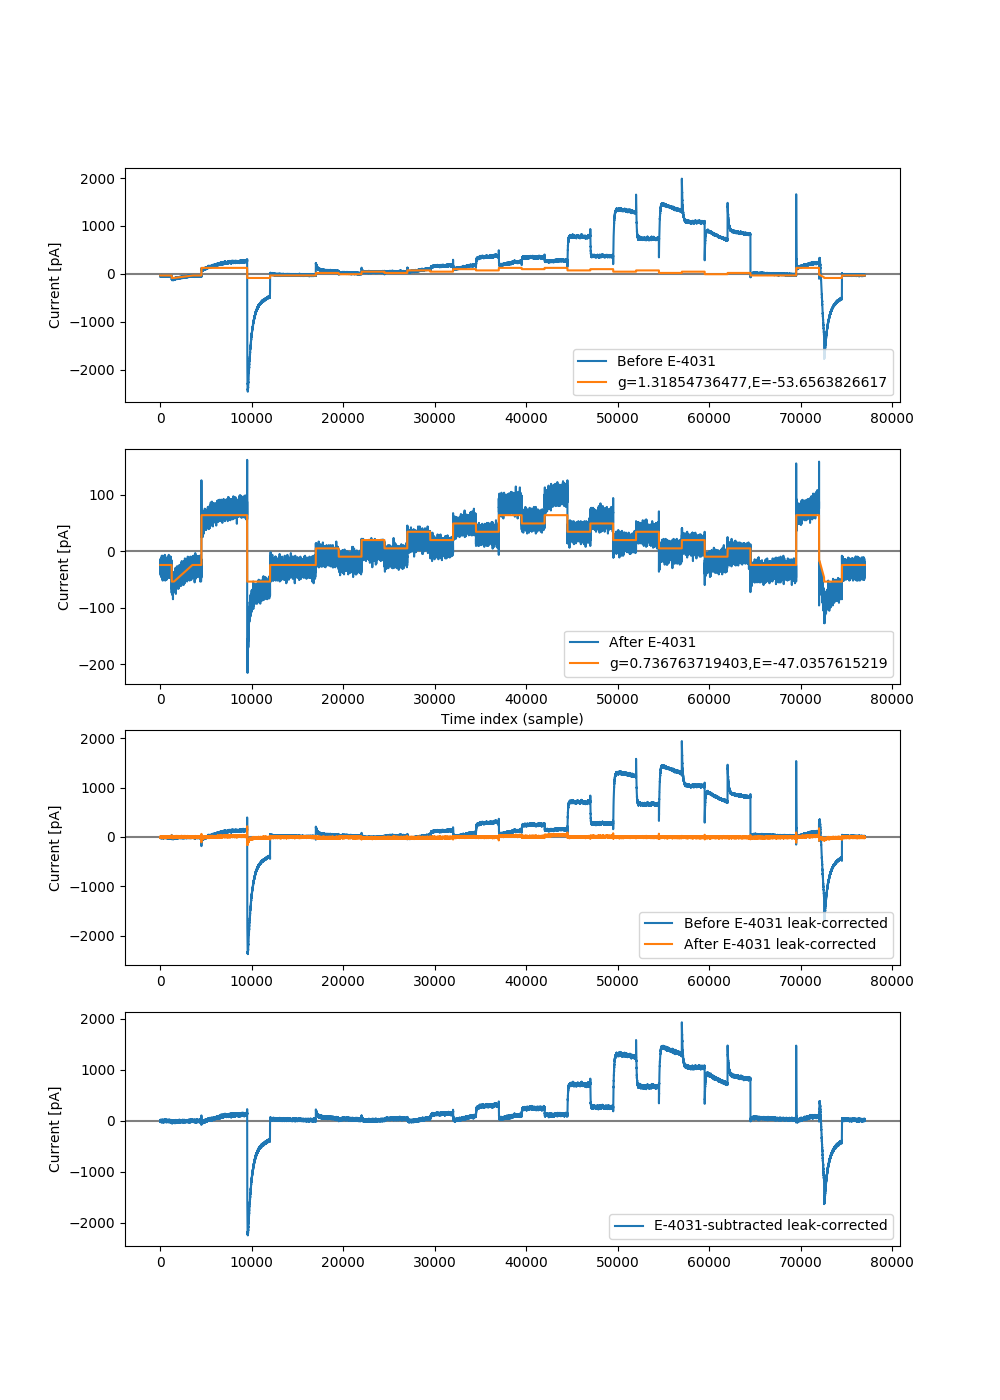 2000
1000
0
−1000
−2000
Current [pA]
Before E-4031
g=1.31854736477,E=-53.6563826617
0 10000 20000 30000 40000 50000 60000 70000 80000
100
0
−100
−200
Current [pA]
After E-4031
g=0.736763719403,E=-47.0357615219
0 10000 20000 30000 40000 50000 60000 70000 80000
Time index (sample)
2000
1000
0
−1000
−2000
Current [pA]
Before E-4031 leak-corrected
After E-4031 leak-corrected
0 10000 20000 30000 40000 50000 60000 70000 80000
2000
1000
0
−1000
−2000
Current [pA]
E-4031-subtracted leak-corrected
0 10000 20000 30000 40000 50000 60000 70000 80000